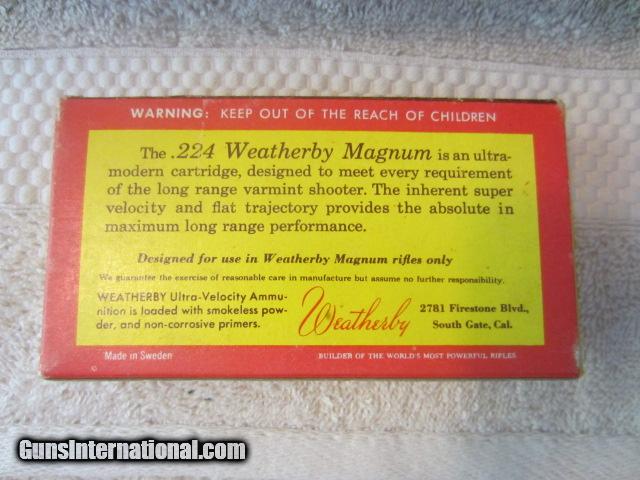 WARNING: KEEP OUT OF THE REACH OF CHILDREN
The .224 Weatherby Magnum is an ultra-
modern cartridge, designed to meet every requirement
of the long range varmint shooter. The inherent super
velocity and flat trajectory provides the absolute in
maximum long range performance.
Designed for use in Weatherby Magnum rifles only
We guarantee the exercise of reasonable care in manufacture but assume no further responsibility.
WEATHERBY Ultra-Velocity Ammu-
nition is loaded with smokeless pow-
der, and non-corrosive primers.
Weatherby
2781 Firestone Blvd.,
South Gate, Cal.
Made in Sweden
BUILDER OF THE WORLD'S MOST POWERFUL RIFLES
GunsInternational.com